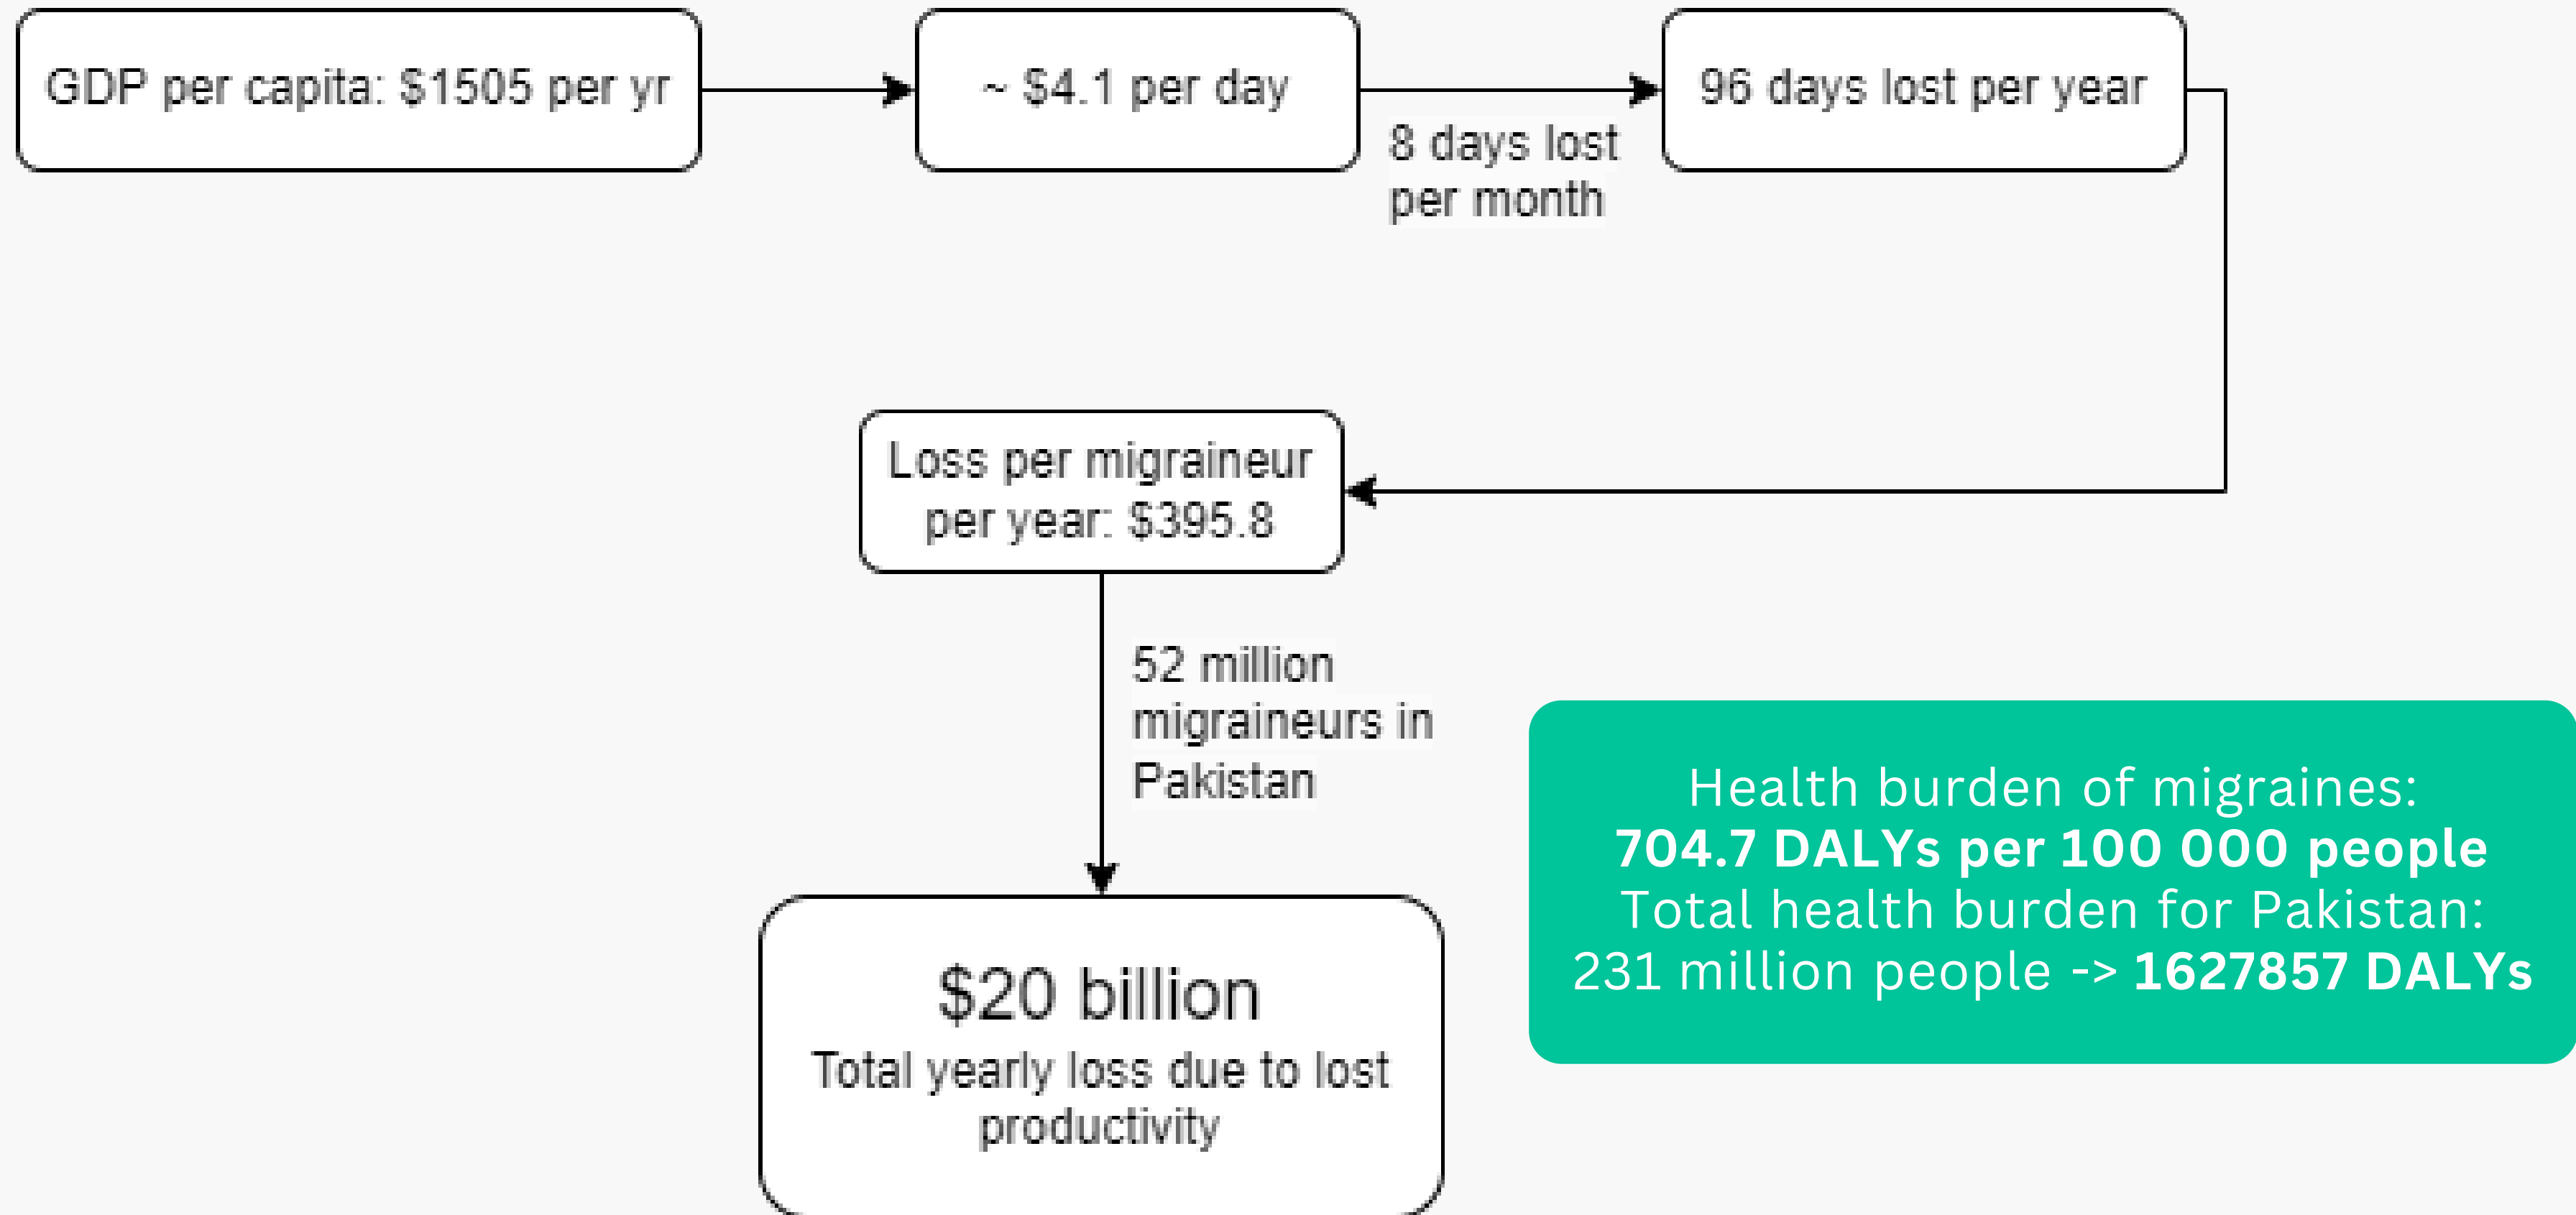 GDP per capita: $1505 per yr
~ $4.1 per day
8 days lost
per month
96 days lost per year
Loss per migraineur
per year: $395.8
52 million
migraineurs in
Pakistan
$20 billion
Total yearly loss due to lost
productivity
Health burden of migraines:
704.7 DALYs per 100 000 people
Total health burden for Pakistan:
231 million people -> 1627857 DALYs